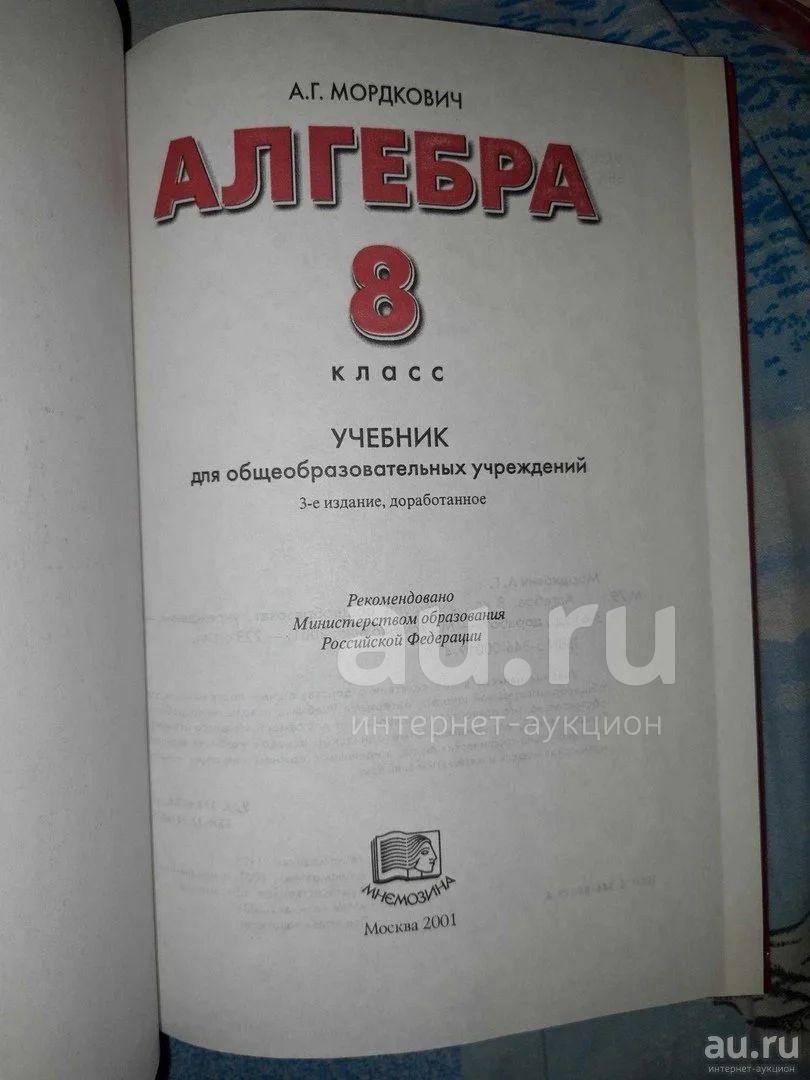 А.Г. МОРДКОВИЧ
АЛГЕБРА
8
класс
УЧЕБНИК
для общеобразовательных учреждений
3-е издание, доработанное
Рекомендовано
Министерством образования
Российской Федерации
au.ru
интернет-аукцион
МНЕМОЗИНА
Москва 2001
au.ru
интернет-аукцион